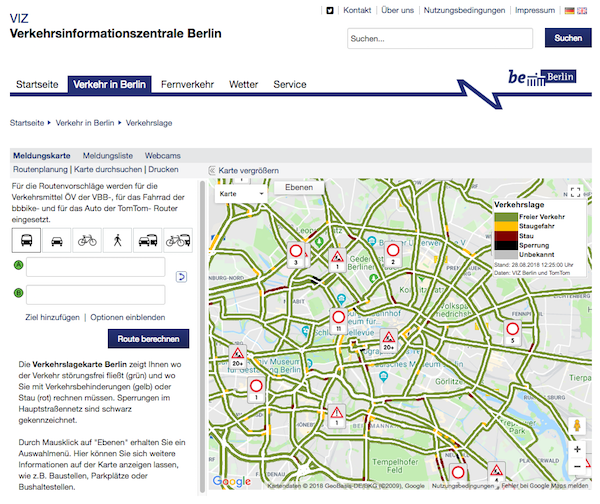 VIZ
Verkehrsinformationszentrale Berlin
Kontakt | Über uns | Nutzungsbedingungen | Impressum
Suchen...
Suchen
Startseite
Verkehr in Berlin
Fernverkehr
Wetter
Service
be Berlin
Startseite Verkehr in Berlin Verkehrslage
Meldungskarte Meldungsliste Webcams
Routenplanung | Karte durchsuchen | Drucken
Karte vergrößern
Für die Routenvorschläge werden für die
Verkehrsmittel ÖV der VBB-, für das Fahrrad der
bbbike- und für das Auto der TomTom- Router
eingesetzt.
A
B
Ziel hinzufügen | Optionen einblenden
Route berechnen
Die Verkehrslagekarte Berlin zeigt Ihnen wo
der Verkehr störungsfrei fließt (grün) und wo
Sie mit Verkehrsbehinderungen (gelb) oder
Stau (rot) rechnen müssen. Sperrungen im
Hauptstraßennetz sind schwarz
gekennzeichnet.
Durch Mausklick auf "Ebenen" erhalten Sie ein
Auswahlmenü. Hier können Sie sich weitere
Informationen auf der Karte anzeigen lassen,
wie z.B. Baustellen, Parkplätze oder
Bushaltestellen.
Karte
Ebenen
Verkehrslage
Freier Verkehr
Staugefahr
Stau
Sperrung
Unbekannt
Stand: 28.08.2018 12:25:00 Uhr
Daten: VIZ Berlin und TomTom
3
1
2
11
20+
5
20+
1
1
Görlitzer
Tempelhofer
Feld
Google
Kartendaten © 2018 GeoBasis-DE/BKG (©2009), Google
Nutzungsbedingungen
Fehler bei Google Maps melden
+
−